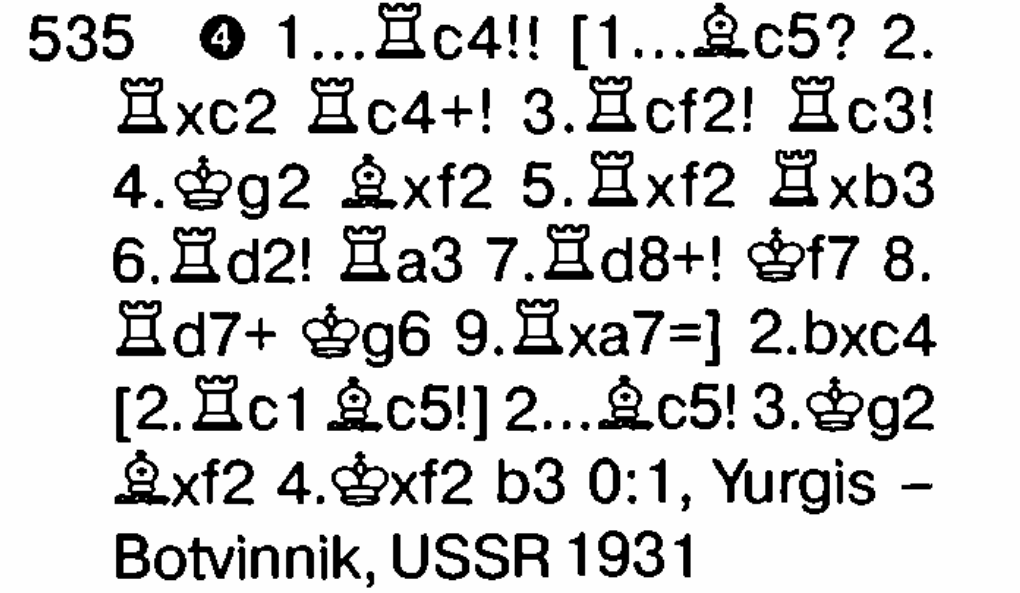 535 ❹ 1...♖c4!! [1...♗c5? 2.
♖xc2 ♖c4+! 3.♖cf2! ♖c3!
4.♔g2 ♗xf2 5.♖xf2 ♖xb3
6.♖d2! ♖a3 7.♖d8+! ♔f7 8.
♖d7+ ♔g6 9.♖xa7=] 2.bxc4
[2.♖c1 ♗c5!] 2...♗c5! 3.♔g2
♗xf2 4.♔xf2 b3 0:1, Yurgis –
Botvinnik, USSR 1931